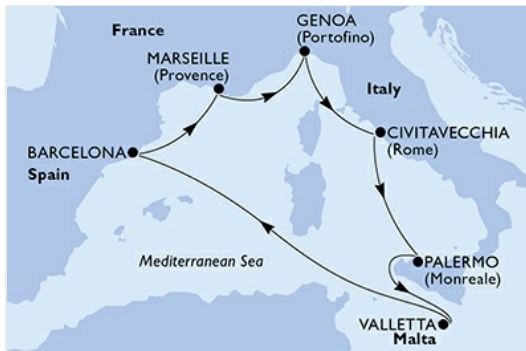 GENOA
(Portofino)
France
MARSEILLE
(Provence)
Italy
CIVITAVECCHIA
(Rome)
BARCELONA
Spain
Mediterranean Sea
PALERMO
(Monreale)
VALLETTA
Malta